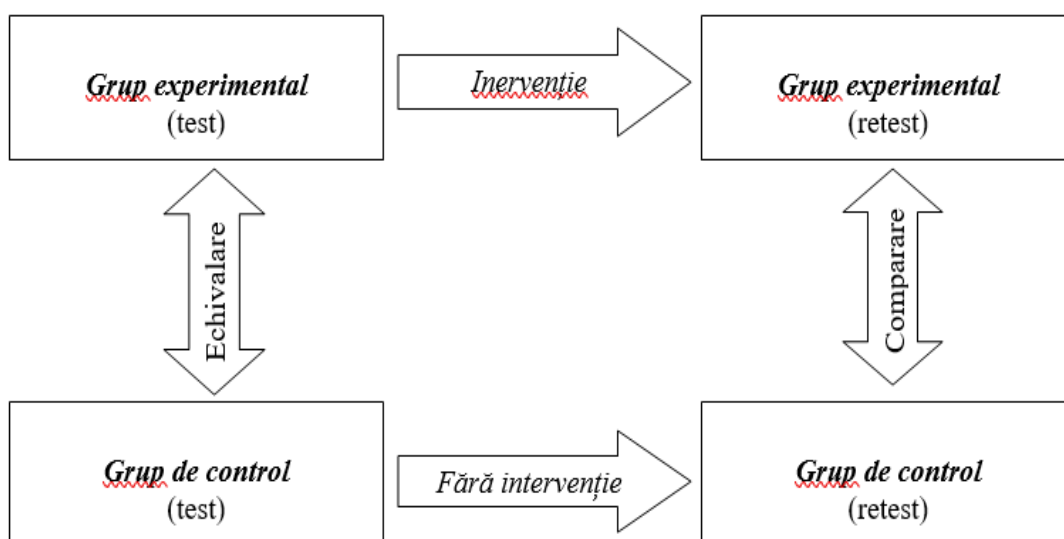 Grup experimental
(test)
Inervenție
Grup experimental
(retest)
Echivalare
Comparare
Grup de control
(test)
Fără intervenție
Grup de control
(retest)